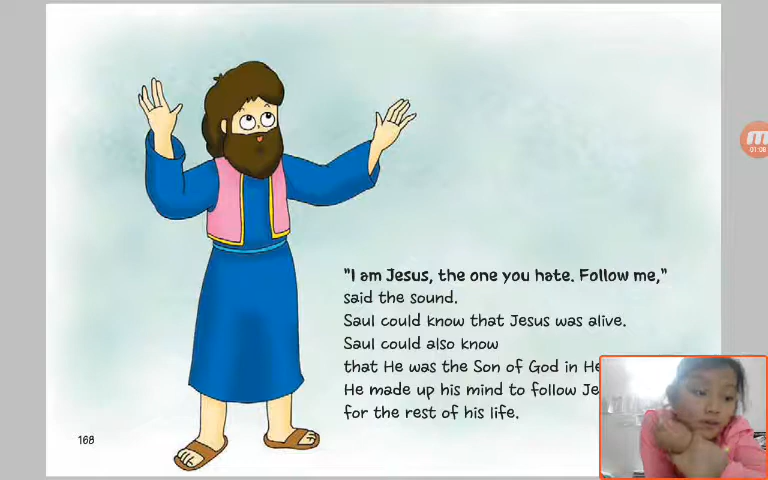 "I am Jesus, the one you hate. Follow me,"
said the sound.
Saul could know that Jesus was alive.
Saul could also know
that He was the Son of God in
He made up his mind to follow
for the rest of his life.
168
01:08